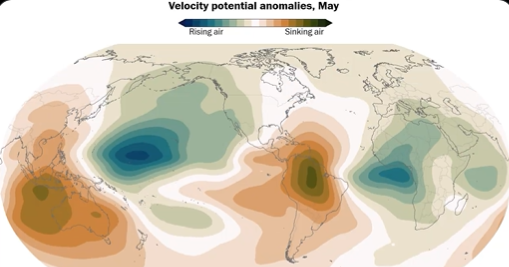 Velocity potential anomalies, May
Rising air
Sinking air